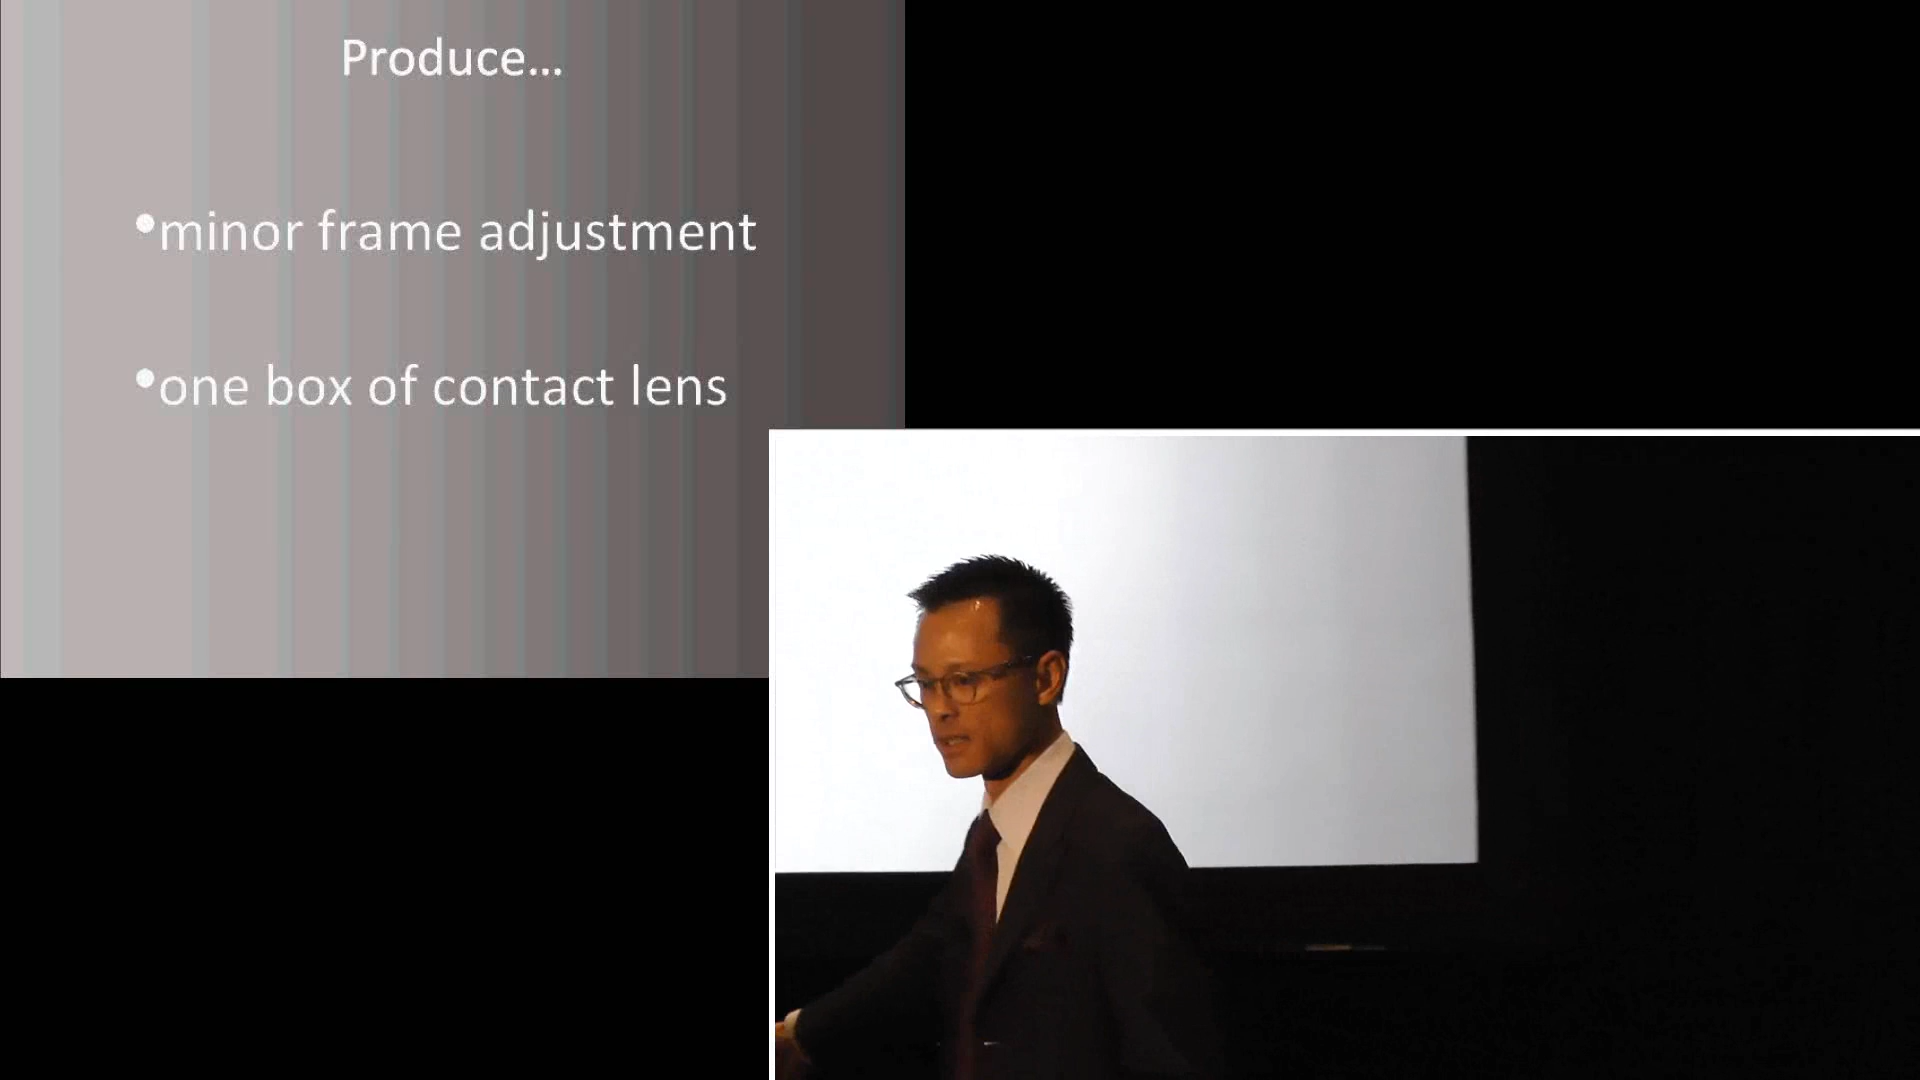 Produce...
•minor frame adjustment
•one box of contact lens